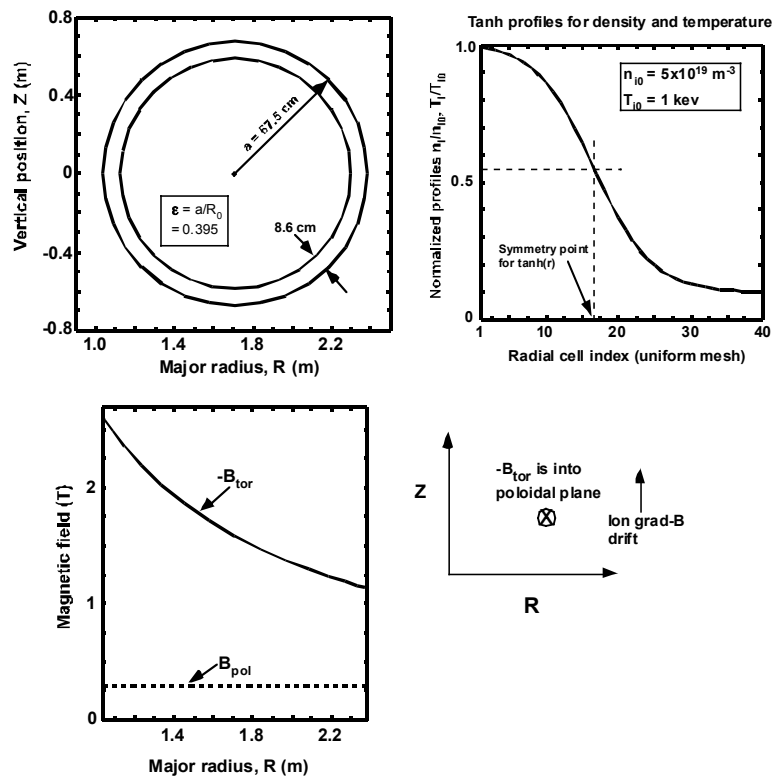 0.8
0.4
0
-0.4
-0.8
Vertical position, Z (m)
a = 67.5 cm
ε = a/R0
= 0.395
8.6 cm
1.0
1.4
1.8
2.2
Major radius, R (m)
Tanh profiles for density and temperature
1.0
0.5
0
Normalized profiles ni/ni0, Ti/Ti0
ni0 = 5x10^19 m^-3
Ti0 = 1 kev
Symmetry point
for tanh(r)
1
10
20
30
40
Radial cell index (uniform mesh)
2
1
0
Magnetic field (T)
-Btor
Bpol
1.4
1.8
2.2
Major radius, R (m)
Z
-Btor is into
poloidal plane
X
Ion grad-B
drift
R